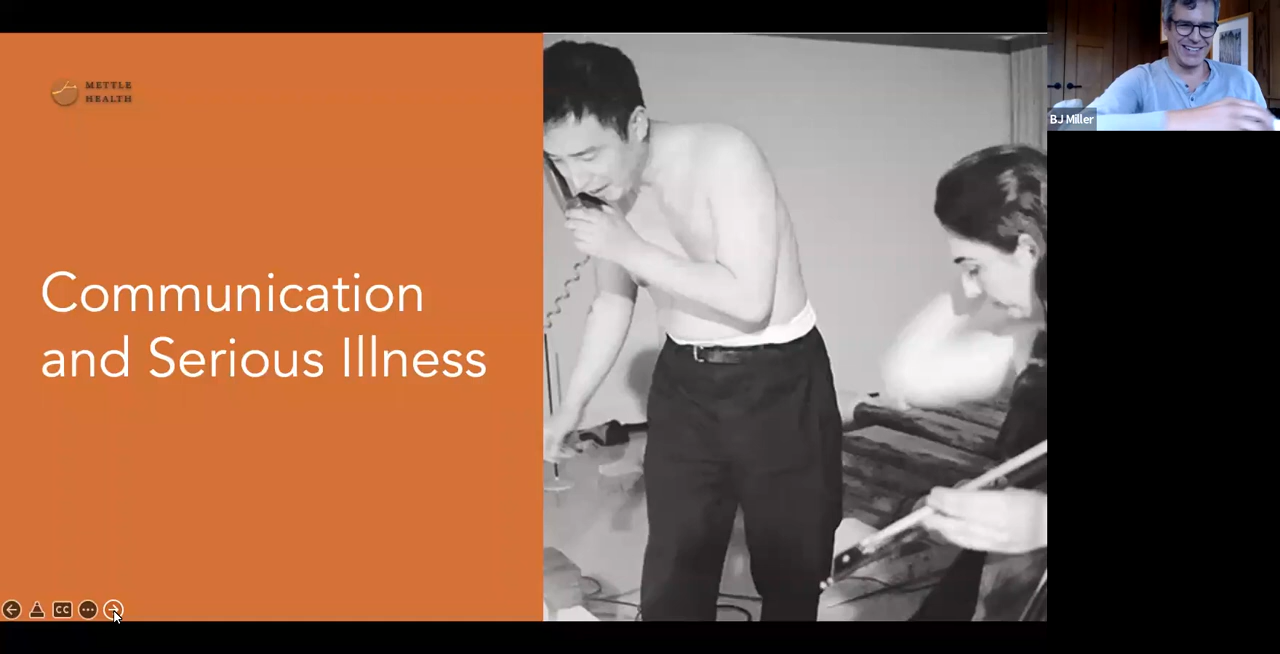 METTLE
HEALTH
BJ Miller
Communication
and Serious Illness
CC